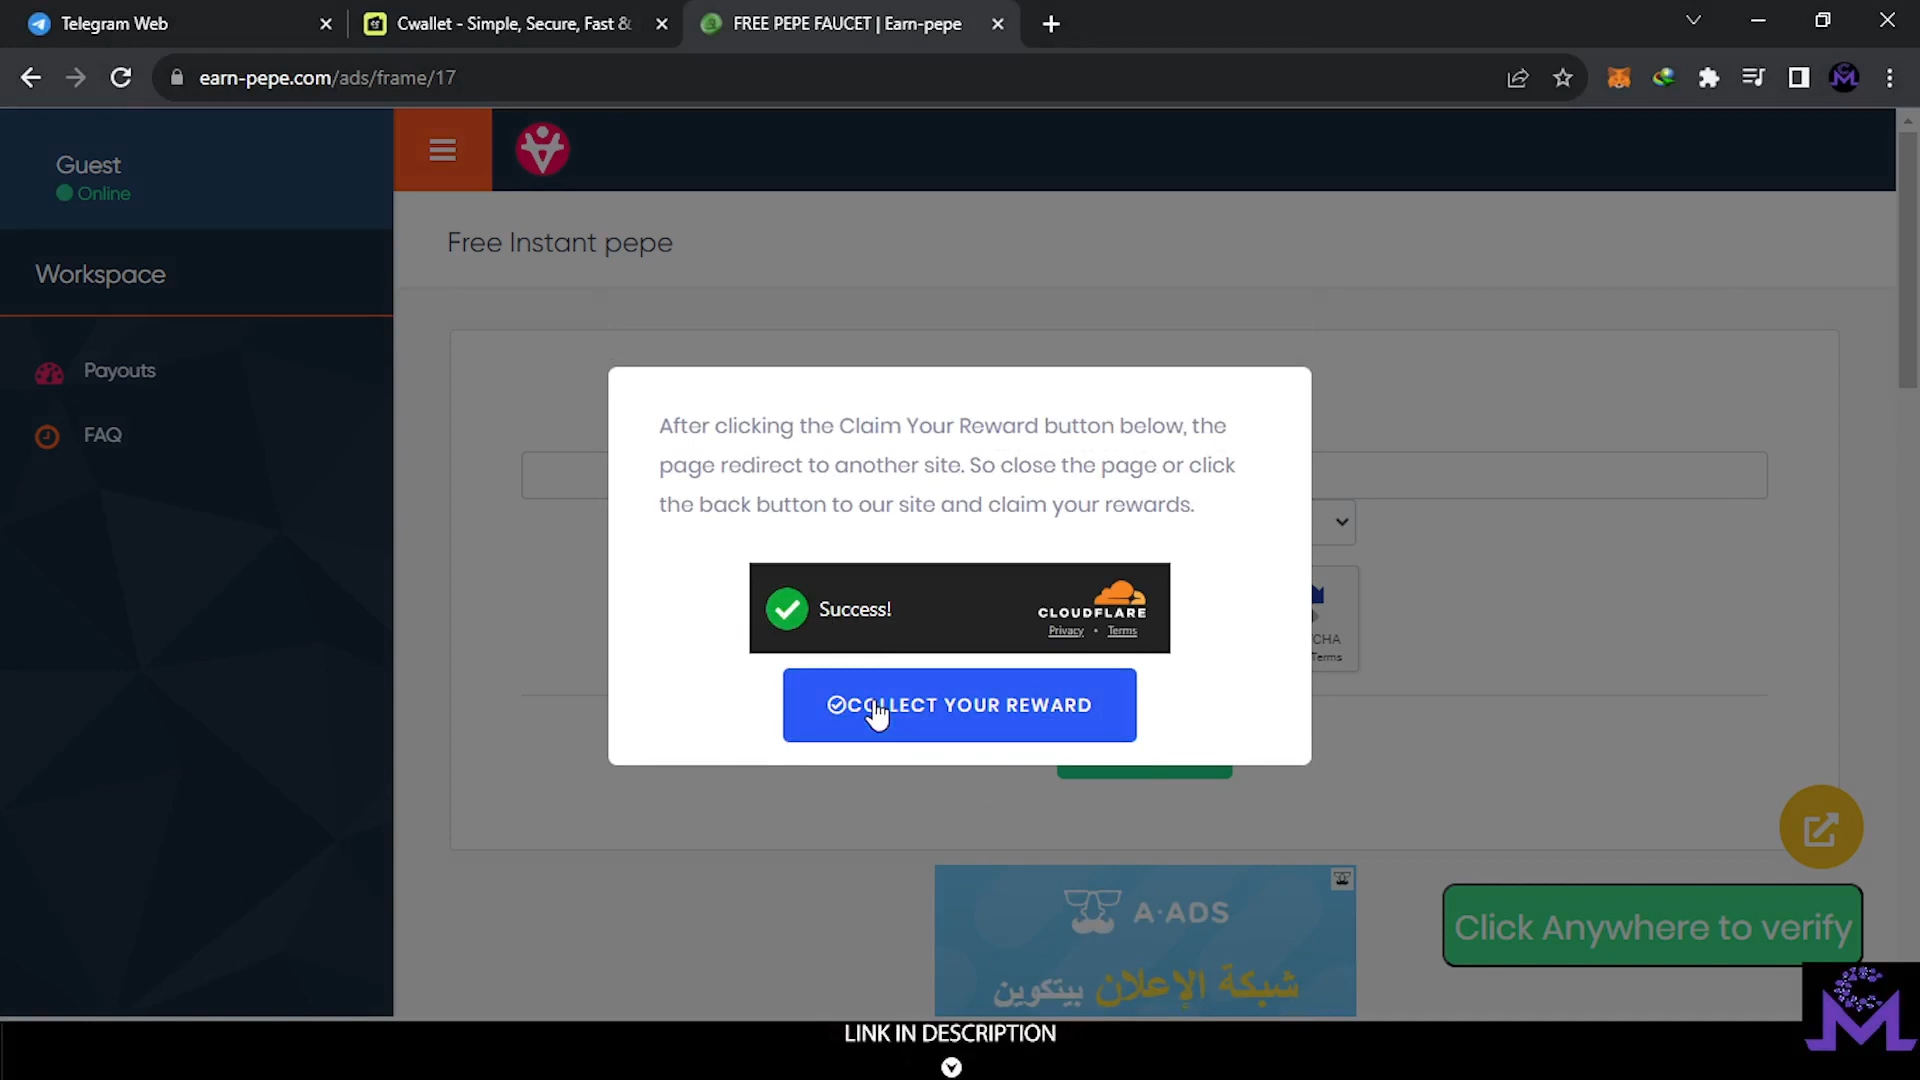 Telegram Web
Cwallet - Simple, Secure, Fast &
FREE PEPE FAUCET | Earn-pepe
earn-pepe.com/ads/frame/17
Guest
Online
Workspace
Payouts
FAQ
Free Instant pepe
After clicking the Claim Your Reward button below, the
page redirect to another site. So close the page or click
the back button to our site and claim your rewards.
Success!
CLOUDFLARE
Privacy • Terms
COLLECT YOUR REWARD
CHA
Terms
A-ADS
شبكة الإعلان بيتكوين
Click Anywhere to verify
LINK IN DESCRIPTION